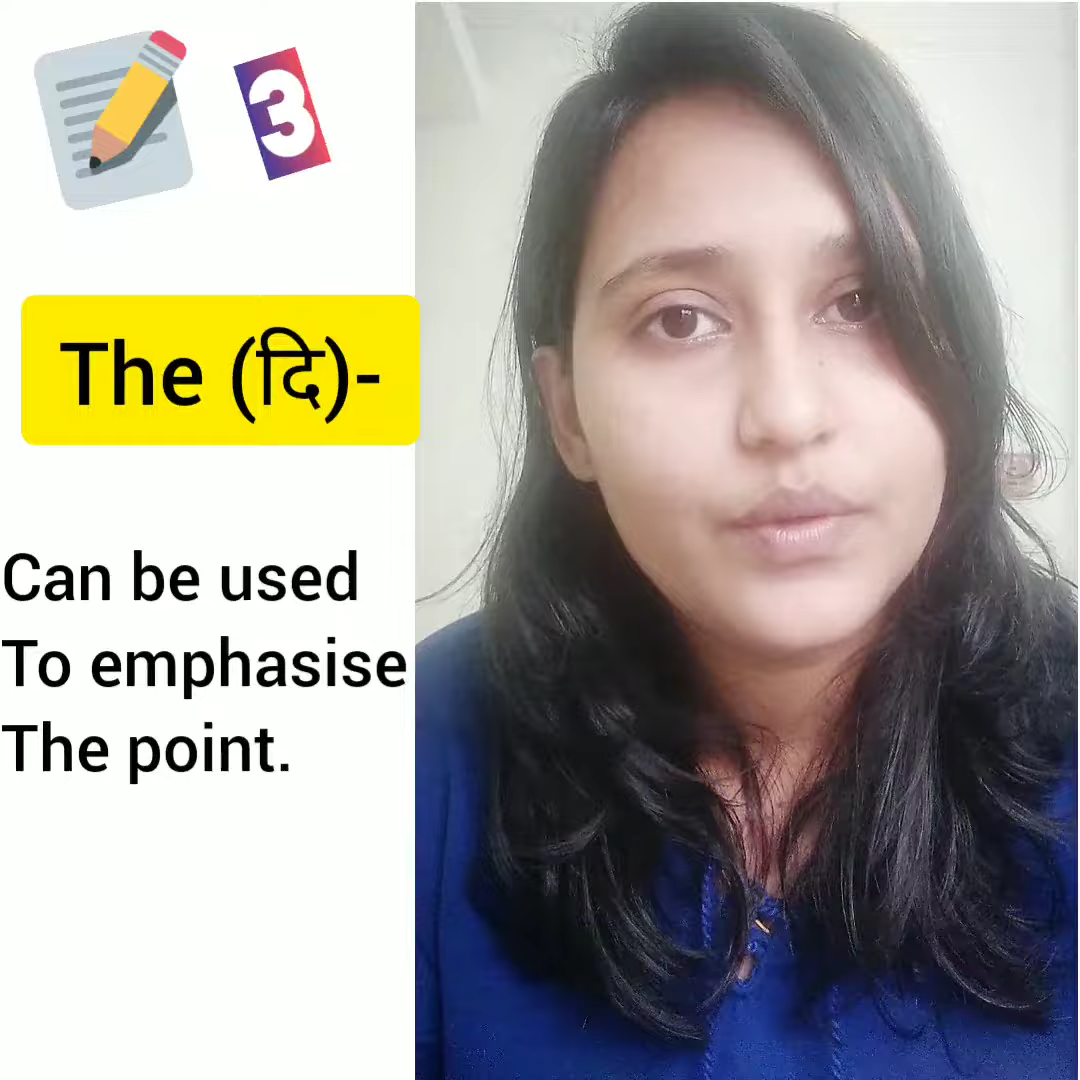 3
The (दि)-
Can be used
To emphasise
The point.